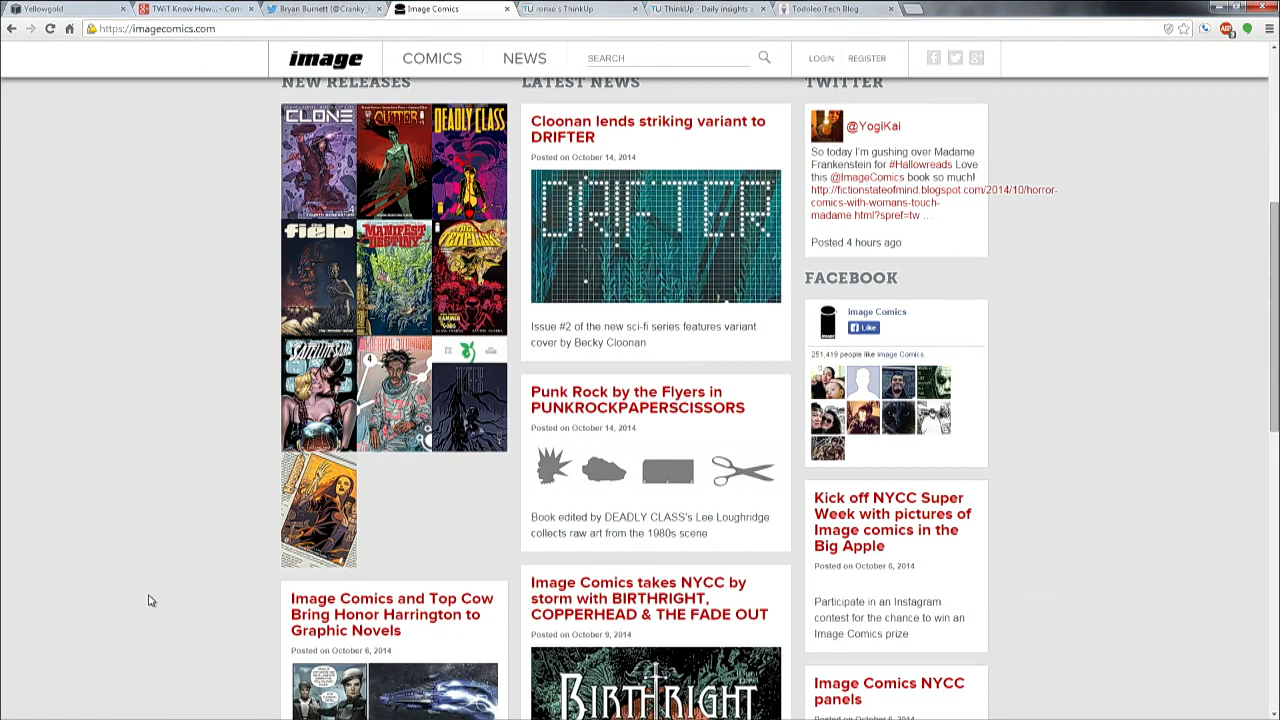 Yellowgold
TWiT Know How... - Com
Bryan Burnett (@Cranky_
Image Comics
ronxo's ThinkUp
ThinkUp - Daily insights a
Todoleo Tech Blog
https://imagecomics.com
image
COMICS
NEWS
SEARCH
LOGIN
REGISTER
NEW RELEASES
CLONE
CUTTER
DEADLY CLASS
the field
MANIFEST DESTINY
4
LATEST NEWS
Cloonan lends striking variant to
DRIFTER
Posted on October 14, 2014
DRIFTER
Issue #2 of the new sci-fi series features variant
cover by Becky Cloonan
Punk Rock by the Flyers in
PUNKROCKPAPERSCISSORS
Posted on October 14, 2014
Book edited by DEADLY CLASS's Lee Loughridge
collects raw art from the 1980s scene
Image Comics takes NYCC by
storm with BIRTHRIGHT,
COPPERHEAD & THE FADE OUT
Posted on October 9, 2014
BIRTHRIGHT
Image Comics and Top Cow
Bring Honor Harrington to
Graphic Novels
Posted on October 6, 2014
TWITTER
@YogiKai
So today I'm gushing over Madame
Frankenstein for #Hallowreads Love
this @ImageComics book so much!
http://fictionstateofmind.blogspot.com/2014/10/horror-
comics-with-womans-touch-
madame html?spref=tw ...
Posted 4 hours ago
FACEBOOK
Image Comics
Like
251,419 people like Image Comics.
Kick off NYCC Super
Week with pictures of
Image comics in the
Big Apple
Posted on October 6, 2014
Participate in an Instagram
contest for the chance to win an
Image Comics prize
Image Comics NYCC
panels
Posted on October 6, 2014